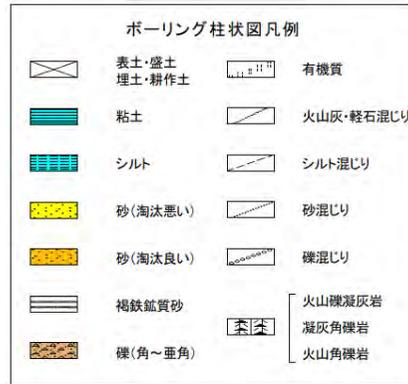 ボーリング柱状図凡例
表土・盛土
埋土・耕作土
粘土
シルト
砂(淘汰悪い)
砂(淘汰良い)
褐鉄鉱質砂
礫(角～亜角)
有機質
火山灰・軽石混じり
シルト混じり
砂混じり
礫混じり
火山礫凝灰岩
凝灰角礫岩
火山角礫岩